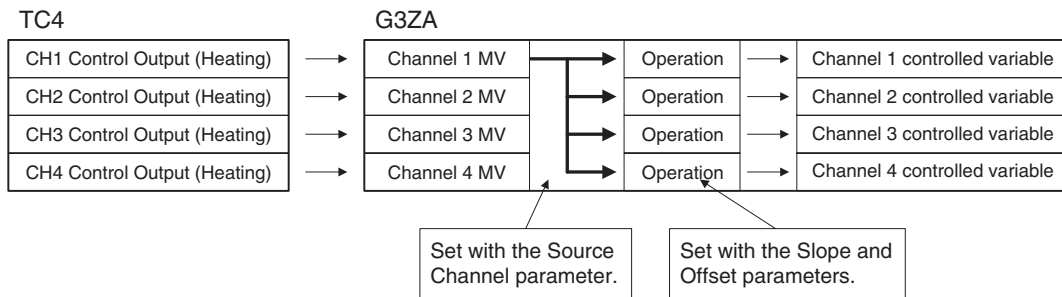 TC4
G3ZA
CH1 Control Output (Heating) Channel 1 MV Operation Channel 1 controlled variable
CH2 Control Output (Heating) Channel 2 MV Operation Channel 2 controlled variable
CH3 Control Output (Heating) Channel 3 MV Operation Channel 3 controlled variable
CH4 Control Output (Heating) Channel 4 MV Operation Channel 4 controlled variable
Set with the Source
Channel parameter.
Set with the Slope and
Offset parameters.